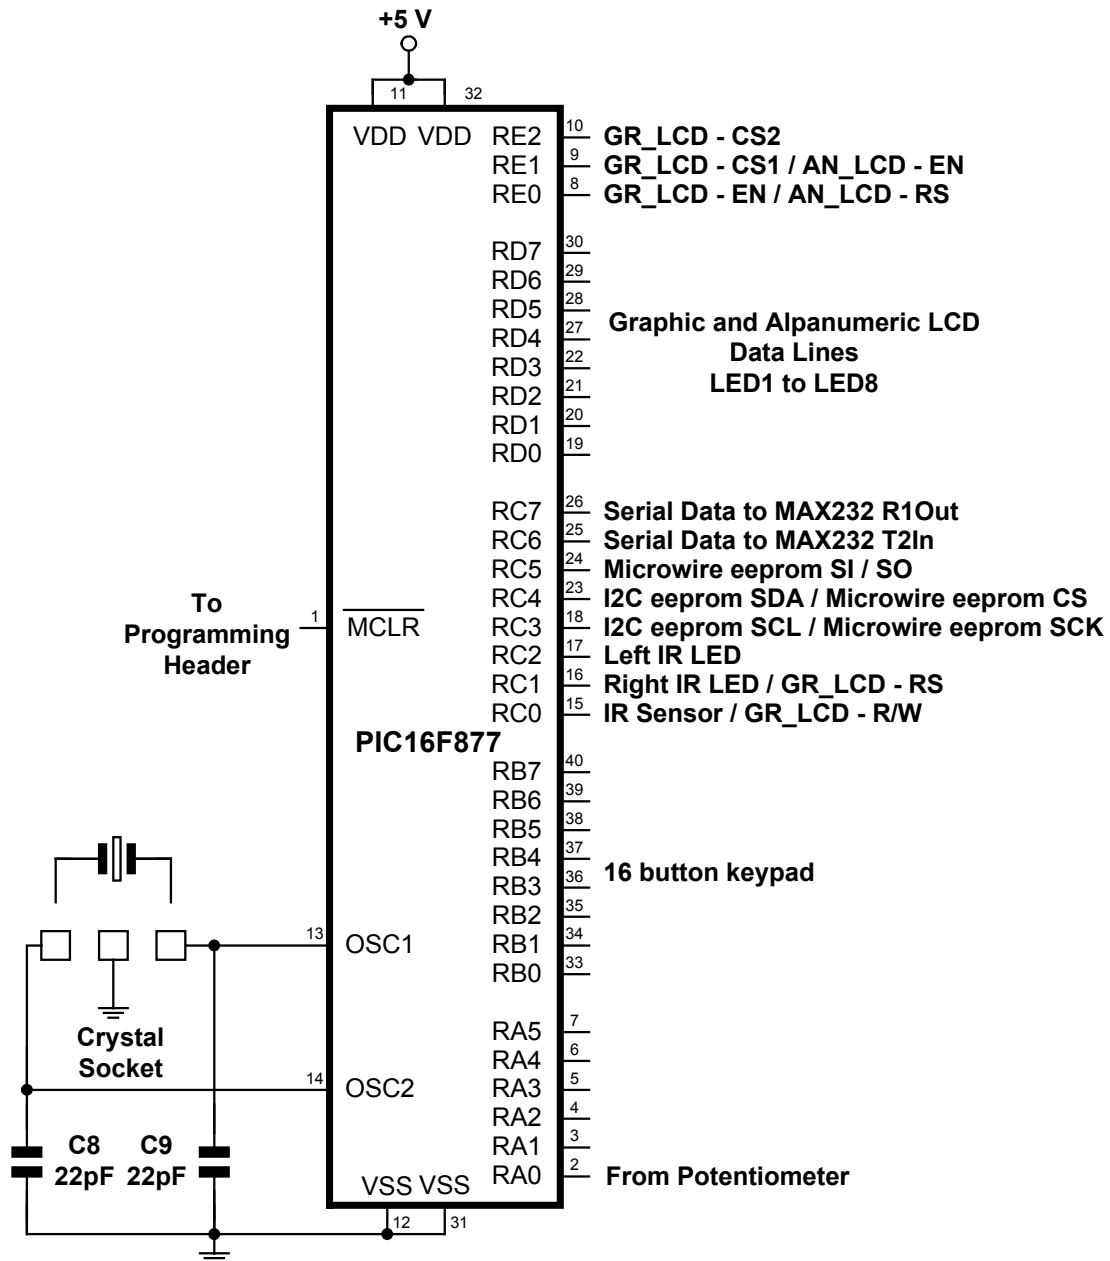 +5 V
11 32
VDD VDD RE2 10 GR_LCD - CS2
RE1 9 GR_LCD - CS1 / AN_LCD - EN
RE0 8 GR_LCD - EN / AN_LCD - RS
RD7 30
RD6 29
RD5 28
RD4 27
RD3 22
RD2 21
RD1 20
RD0 19
Graphic and Alpanumeric LCD
Data Lines
LED1 to LED8
RC7 26 Serial Data to MAX232 R1Out
RC6 25 Serial Data to MAX232 T2In
RC5 24 Microwire eeprom SI / SO
RC4 23 I2C eeprom SDA / Microwire eeprom CS
RC3 18 I2C eeprom SCL / Microwire eeprom SCK
RC2 17 Left IR LED
RC1 16 Right IR LED / GR_LCD - RS
RC0 15 IR Sensor / GR_LCD - R/W
To
Programming
Header
1 MCLR
PIC16F877
RB7 40
RB6 39
RB5 38
RB4 37
RB3 36
RB2 35
RB1 34
RB0 33
16 button keypad
13 OSC1
Crystal
Socket
14 OSC2
RA5 7
RA4 6
RA3 5
RA2 4
RA1 3
RA0 2 From Potentiometer
C8 C9
22pF 22pF
VSS VSS
12 31